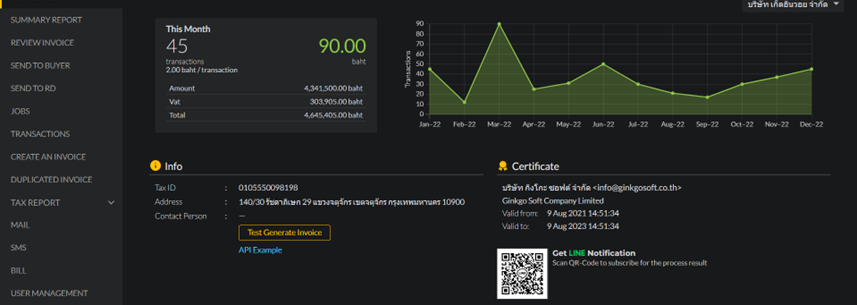 บริษัท เก็ตอินวอย จำกัด
SUMMARY REPORT
REVIEW INVOICE
SEND TO BUYER
SEND TO RD
JOBS
TRANSACTIONS
CREATE AN INVOICE
DUPLICATED INVOICE
TAX REPORT
MAIL
SMS
BILL
USER MANAGEMENT
This Month
45 90.00
transactions baht
2.00 baht / transaction
Amount 4,341,500.00 baht
Vat 303,905.00 baht
Total 4,645,405.00 baht
Transactions
90
80
70
60
50
40
30
20
10
0
Jan-22 Feb-22 Mar-22 Apr-22 May-22 Jun-22 Jul-22 Aug-22 Sep-22 Oct-22 Nov-22 Dec-22
Info
Tax ID : 0105550098198
Address : 140/30 รัชดาภิเษก 29 แขวงจตุจักร เขตจตุจักร กรุงเทพมหานคร 10900
Contact Person : —
Test Generate Invoice
API Example
Certificate
บริษัท กิงโกะ ซอฟต์ จำกัด <info@ginkgosoft.co.th>
Ginkgo Soft Company Limited
Valid from: 9 Aug 2021 14:51:34
Valid to: 9 Aug 2023 14:51:34
Get LINE Notification
Scan QR-Code to subscribe for the process result